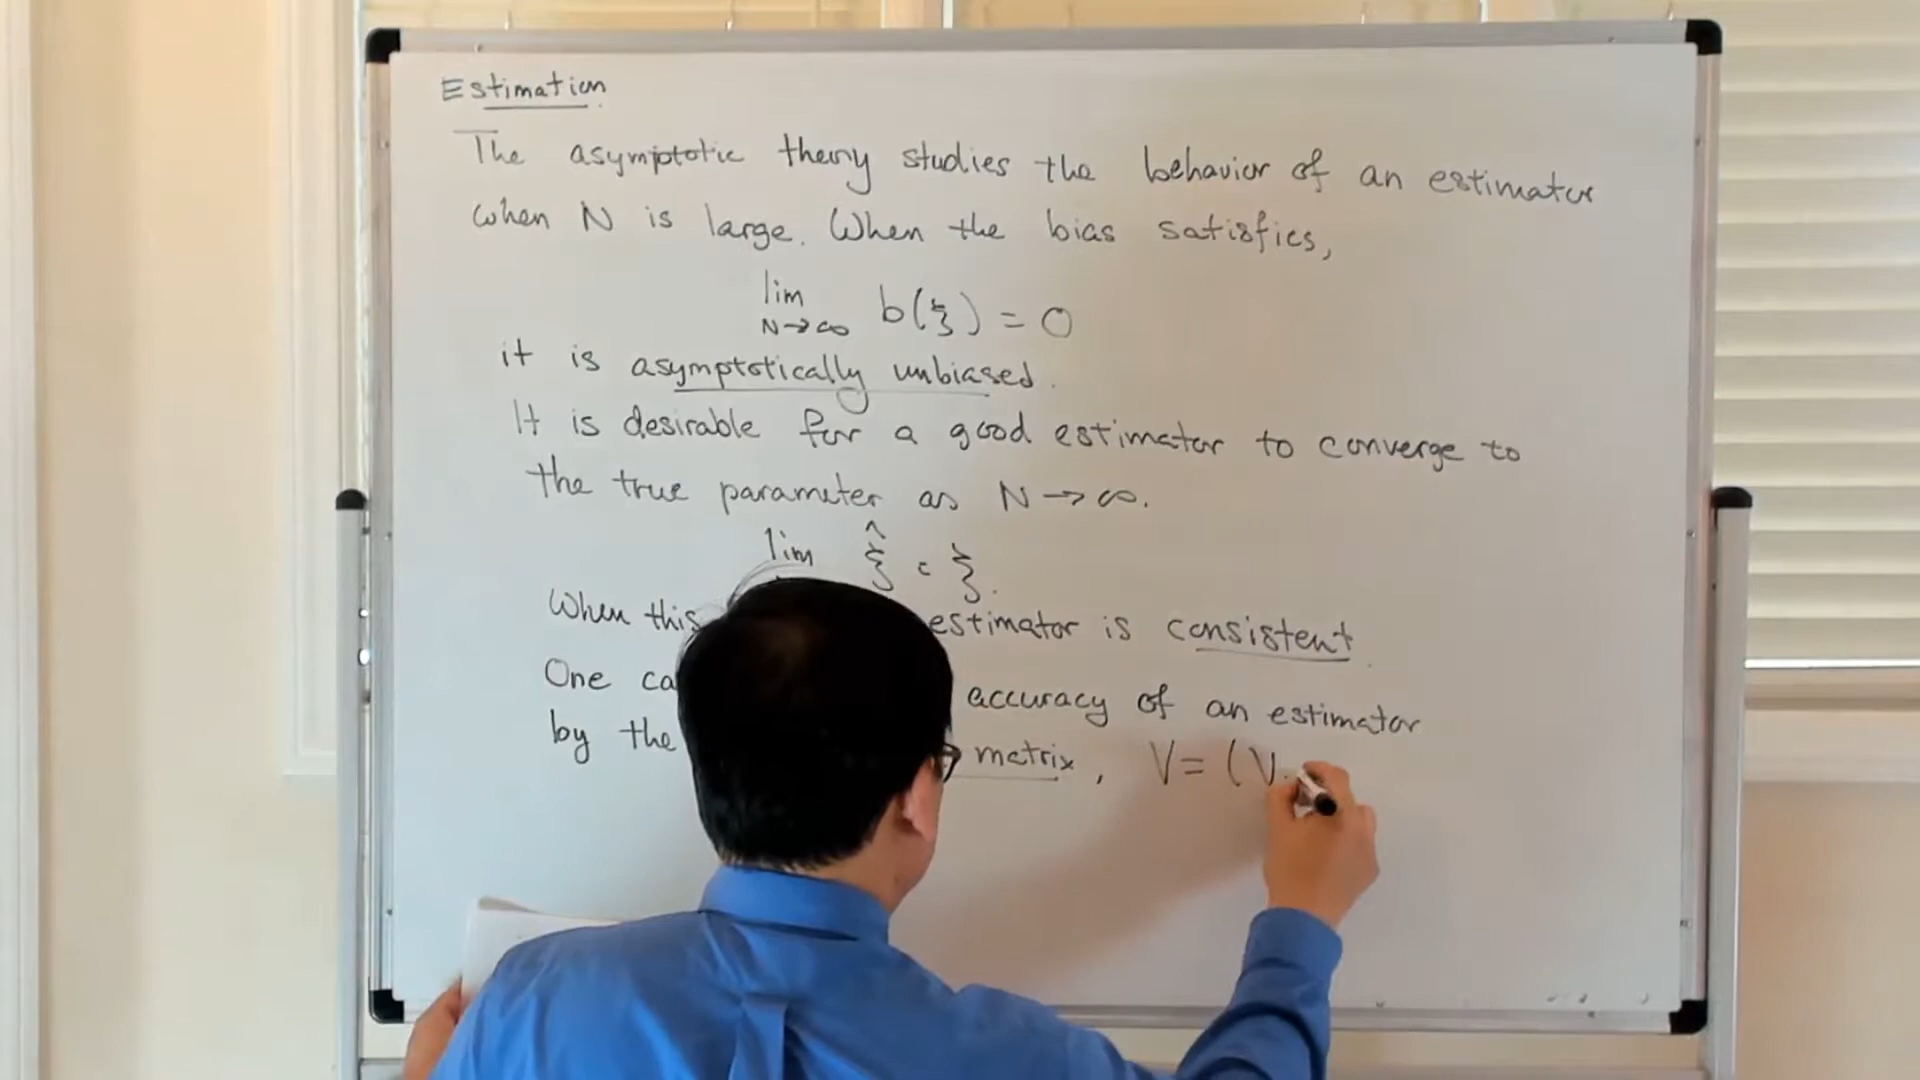 Estimation
The asymptotic theory studies the behavior of an estimator
when N is large. When the bias satisfies,
lim
N→∞ b(ξ) = 0
it is asymptotically unbiased.
It is desirable for a good estimator to converge to
the true parameter as N → ∞.
lim ξ̂ = ξ.
When this estimator is consistent.
One accuracy of an estimator
by the matrix, V = (V